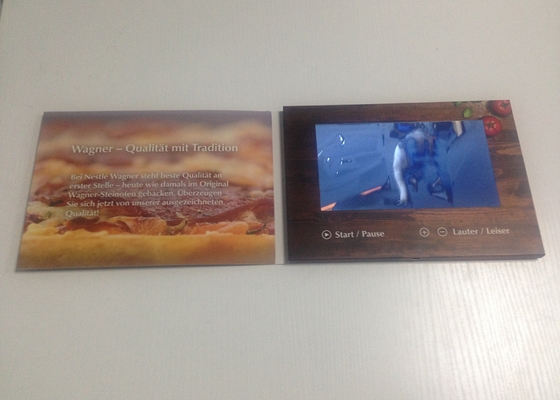 Wagner – Qualität mit Tradition
Bei Nestlé Wagner steht beste Qualität an
erster Stelle – heute wie damals im Original
Wagner-Steinofen gebacken. Überzeugen
Sie sich jetzt von unserer ausgezeichneten
Qualität!
Start / Pause
Lauter / Leiser